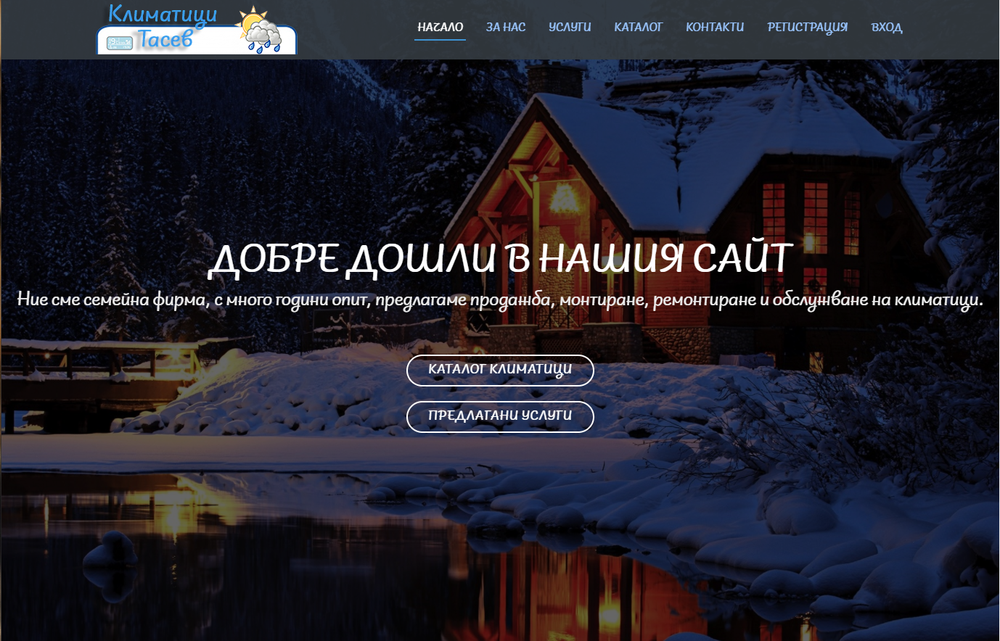 Климатици
Тасев
НАЧАЛО ЗА НАС УСЛУГИ КАТАЛОГ КОНТАКТИ РЕГИСТРАЦИЯ ВХОД
ДОБРЕ ДОШЛИ В НАШИЯ САЙТ
Ние сме семейна фирма, с много години опит, предлагаме продажба, монтиране, ремонтиране и обслужване на климатици.
КАТАЛОГ КЛИМАТИЦИ
ПРЕДЛАГАНИ УСЛУГИ